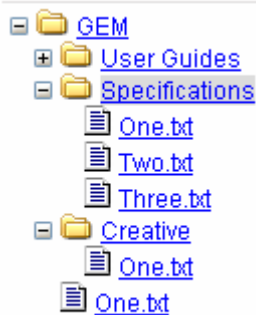 GEM
User Guides
Specifications
One.txt
Two.txt
Three.txt
Creative
One.txt
One.txt